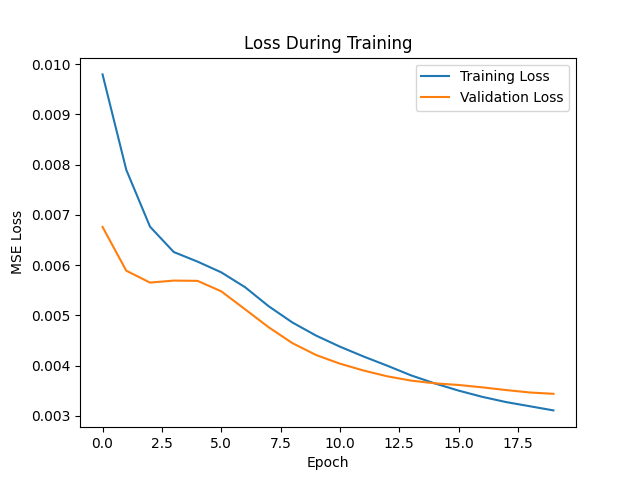 Loss During Training
Training Loss
Validation Loss
0.010
0.009
0.008
0.007
0.006
0.005
0.004
0.003
MSE Loss
0.0 2.5 5.0 7.5 10.0 12.5 15.0 17.5
Epoch